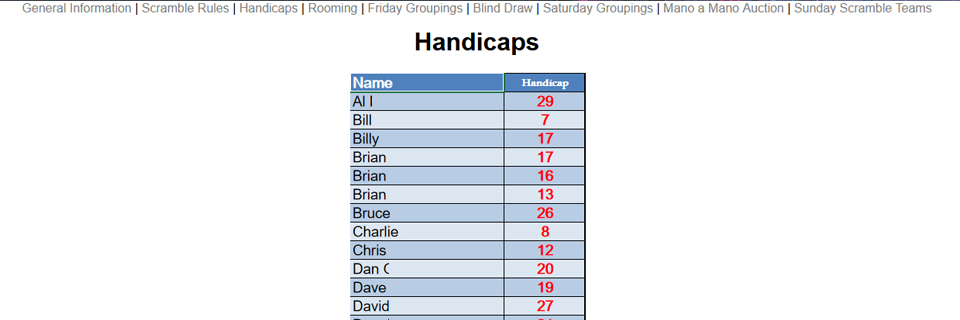 General Information | Scramble Rules | Handicaps | Rooming | Friday Groupings | Blind Draw | Saturday Groupings | Mano a Mano Auction | Sunday Scramble Teams
Handicaps
Name Handicap
Al 29
Bill 7
Billy 17
Brian 17
Brian 16
Brian 13
Bruce 26
Charlie 8
Chris 12
Dan 20
Dave 19
David 27